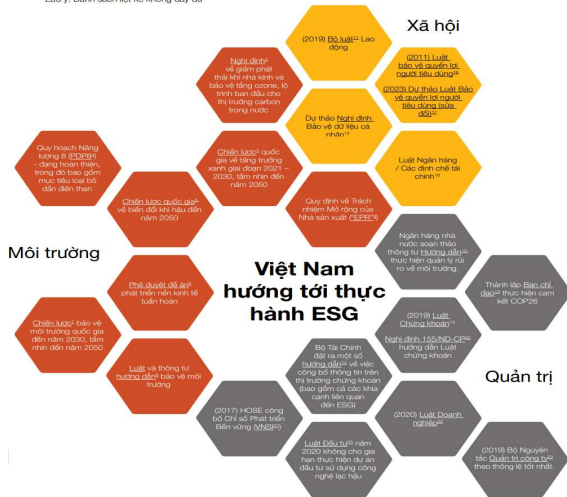 Lưu ý: Danh sách liệt kê không đầy đủ
Xã hội
(2019) Bộ luật Lao
động
Nghị định
về giảm phát
thải khí nhà kính và
bảo vệ tầng ozone, lộ
trình ban đầu cho
thị trường carbon
trong nước
(2011) Luật
bảo vệ quyền lợi
người tiêu dùng
(2023) Dự thảo Luật Bảo
vệ quyền lợi người
tiêu dùng (sửa
đổi)
Dự thảo Nghị định
Bảo vệ dữ liệu cá
nhân
Quy hoạch Năng
lượng 8 (PDP8)
- đang hoàn thiện,
trong đó bao gồm
mục tiêu loại bỏ
dần điện than
Chiến lược quốc gia
về tăng trưởng
xanh giai đoạn 2021 –
2030, tầm nhìn đến
năm 2050
Luật Ngân hàng
/ Các định chế tài
chính
Chiến lược quốc gia
về biến đổi khí hậu đến
năm 2050
Quy định về Trách
nhiệm Mở rộng của
Nhà sản xuất ("EPR")
Môi trường
Việt Nam
hướng tới thực
hành ESG
Ngân hàng nhà
nước soạn thảo
thông tư Hướng dẫn
thực hiện quản lý rủi
ro về môi trường.
Thành lập Ban chỉ
đạo thực hiện cam
kết COP26
Phê duyệt đề án
phát triển nền kinh tế
tuần hoàn
Chiến lược bảo vệ
môi trường quốc gia
đến năm 2030, tầm
nhìn đến năm 2050
(2019) Luật
Chứng khoán
Nghị định 155/ND-CP
hướng dẫn Luật
chứng khoán
Luật và thông tư
hướng dẫn bảo vệ môi
trường
Bộ Tài Chính
đặt ra một số
hướng dẫn về việc
công bố thông tin trên
thị trường chứng khoán
(bao gồm cả các khía
cạnh liên quan
đến ESG)
Quản trị
(2017) HOSE công
bố Chỉ số Phát triển
Bền vững (VNSI)
(2020) Luật Doanh
nghiệp
Luật Đầu tư năm
2020 không cho gia
hạn thực hiện dự án
đầu tư sử dụng công
nghệ lạc hậu
(2019) Bộ Nguyên
tắc Quản trị công ty
theo thông lệ tốt nhất.